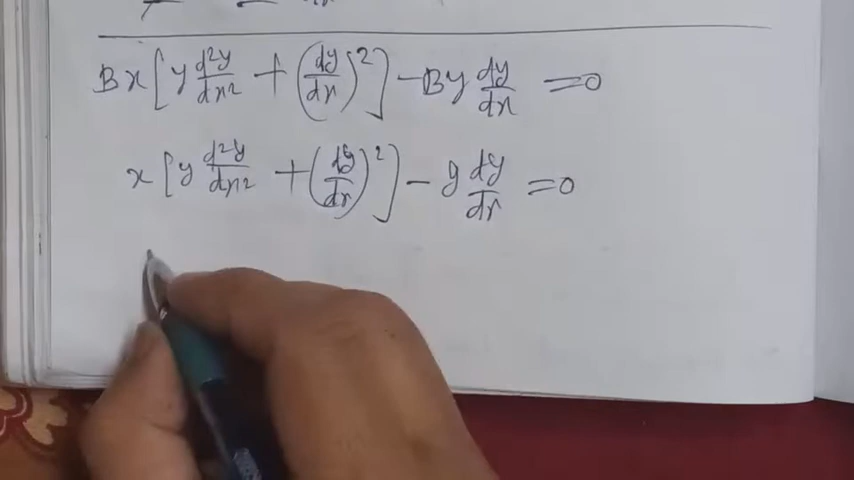 Bx[y d²y/dx² + (dy/dx)²] - By dy/dx = 0
x[y d²y/dx² + (dy/dx)²] - y dy/dx = 0